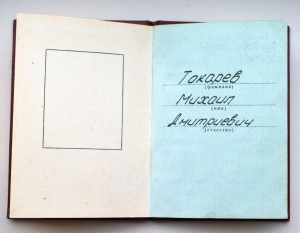 Токарев
(фамилия)
Михаил
(имя)
Дмитриевич
(отчество)